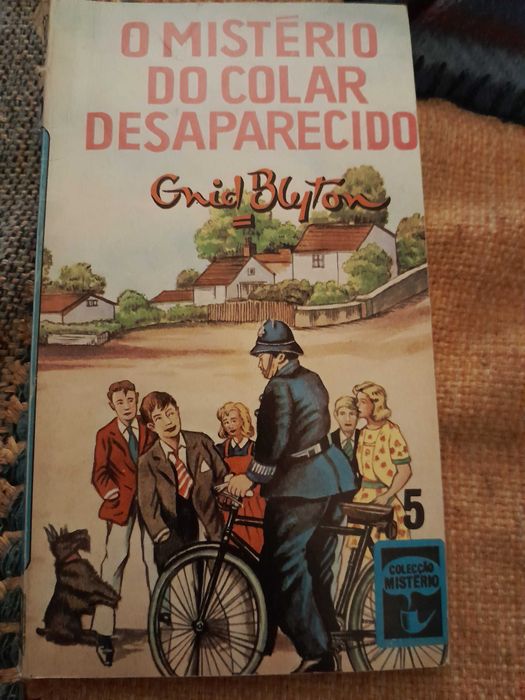 O MISTÉRIO
DO COLAR
DESAPARECIDO
Enid Blyton
5
COLECÇÃO
MISTÉRIO